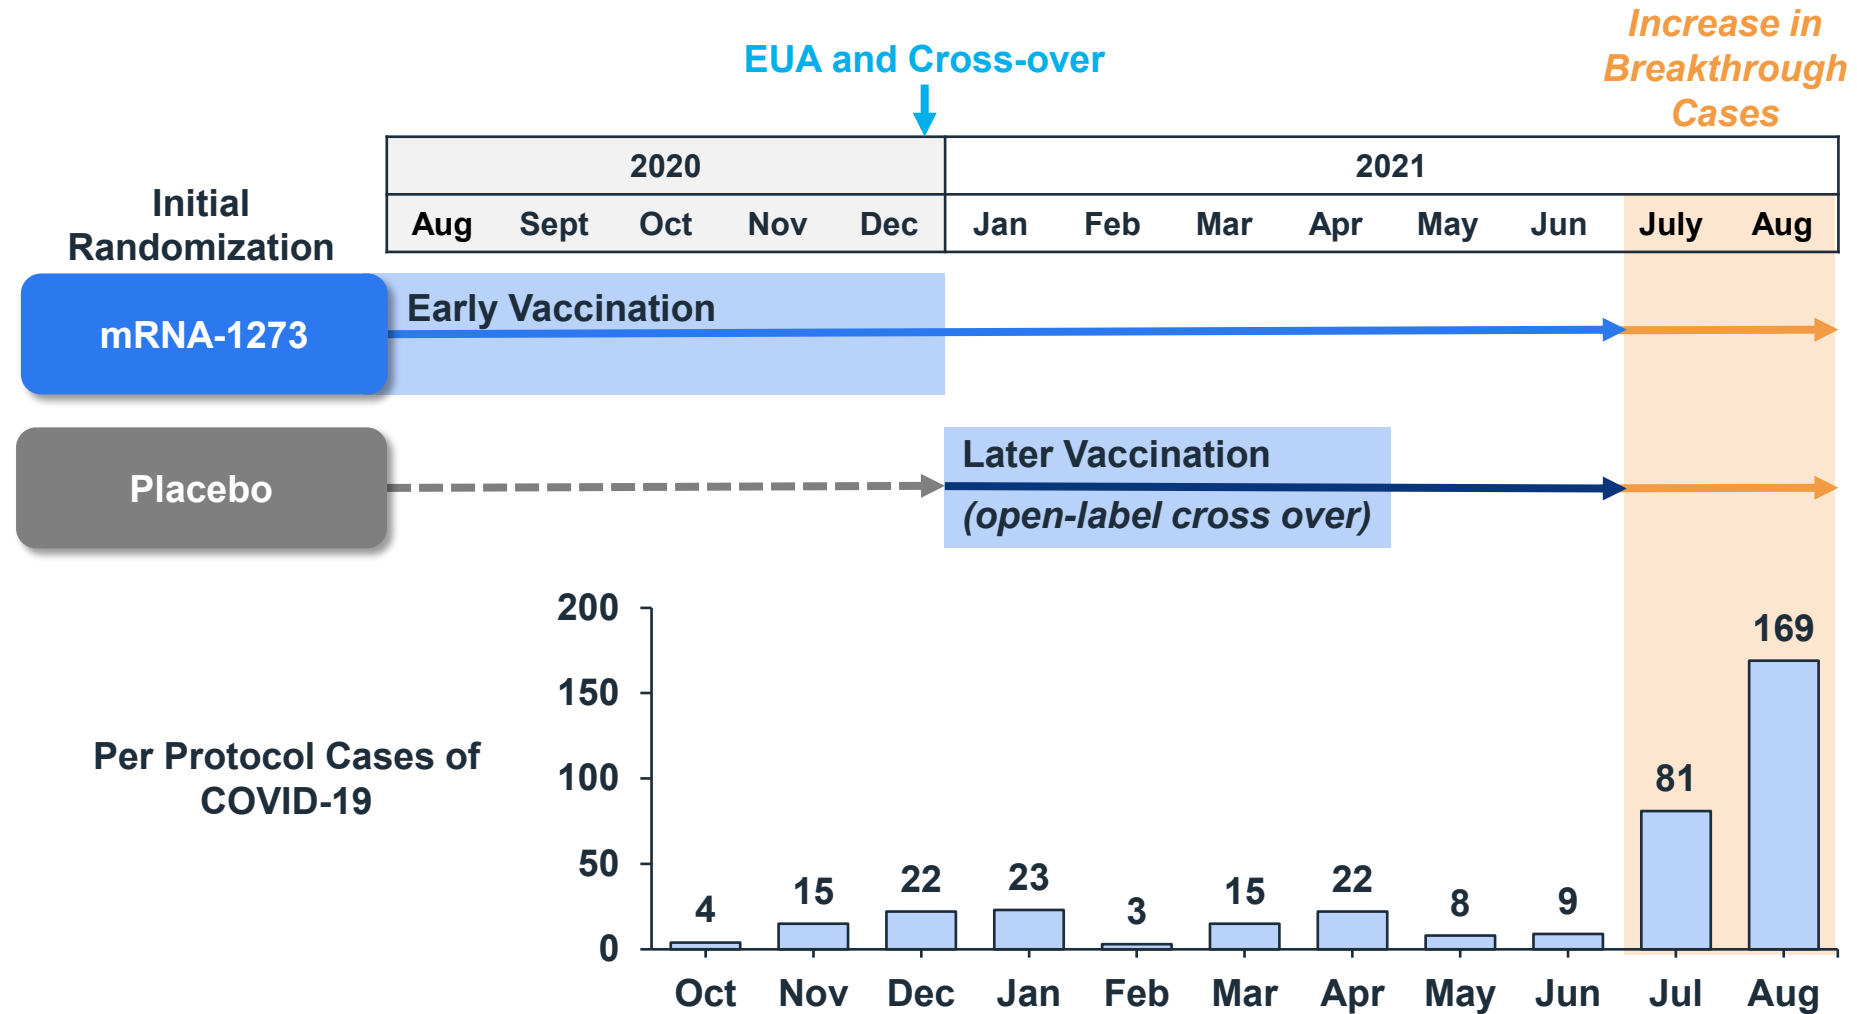 Increase in
Breakthrough
Cases
EUA and Cross-over
2020 2021
Initial
Randomization
Aug Sept Oct Nov Dec Jan Feb Mar Apr May Jun July Aug
mRNA-1273
Early Vaccination
Placebo
Later Vaccination
(open-label cross over)
Per Protocol Cases of
COVID-19
200
150
100
50
0
4 15 22 23 3 15 22 8 9 81 169
Oct Nov Dec Jan Feb Mar Apr May Jun Jul Aug